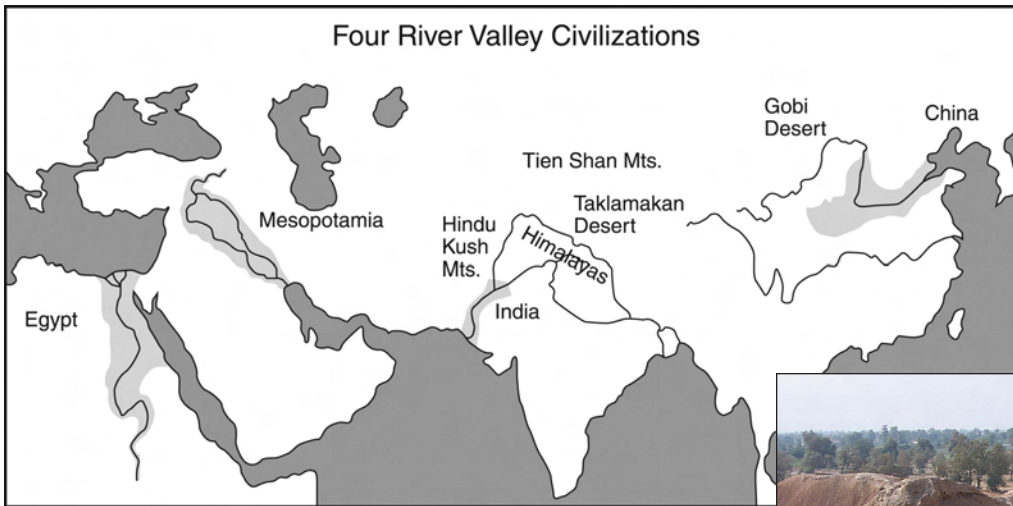 Four River Valley Civilizations
Gobi
Desert
China
Tien Shan Mts.
Taklamakan
Desert
Mesopotamia
Hindu
Kush
Mts.
Himalayas
India
Egypt